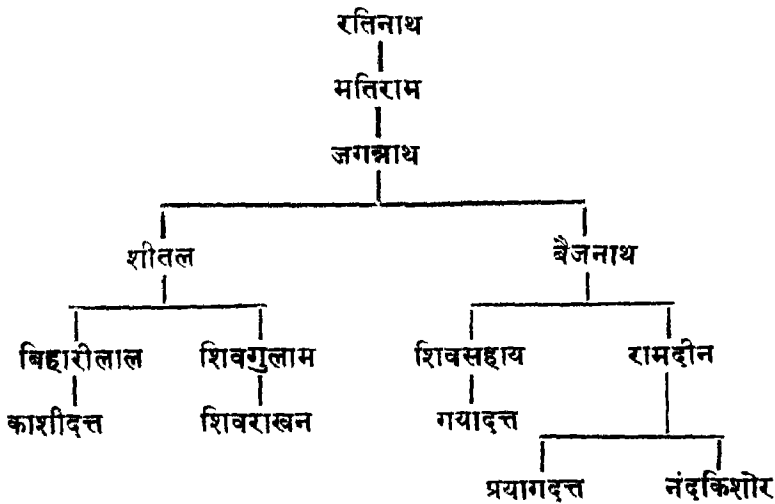 रतिनाथ
मतिराम
जगन्नाथ
शीतल बैजनाथ
बिहारीलाल शिवगुलाम शिवसहाय रामदीन
काशीदत्त शिवराखन गयादत्त
प्रयागदत्त नंदकिशोर